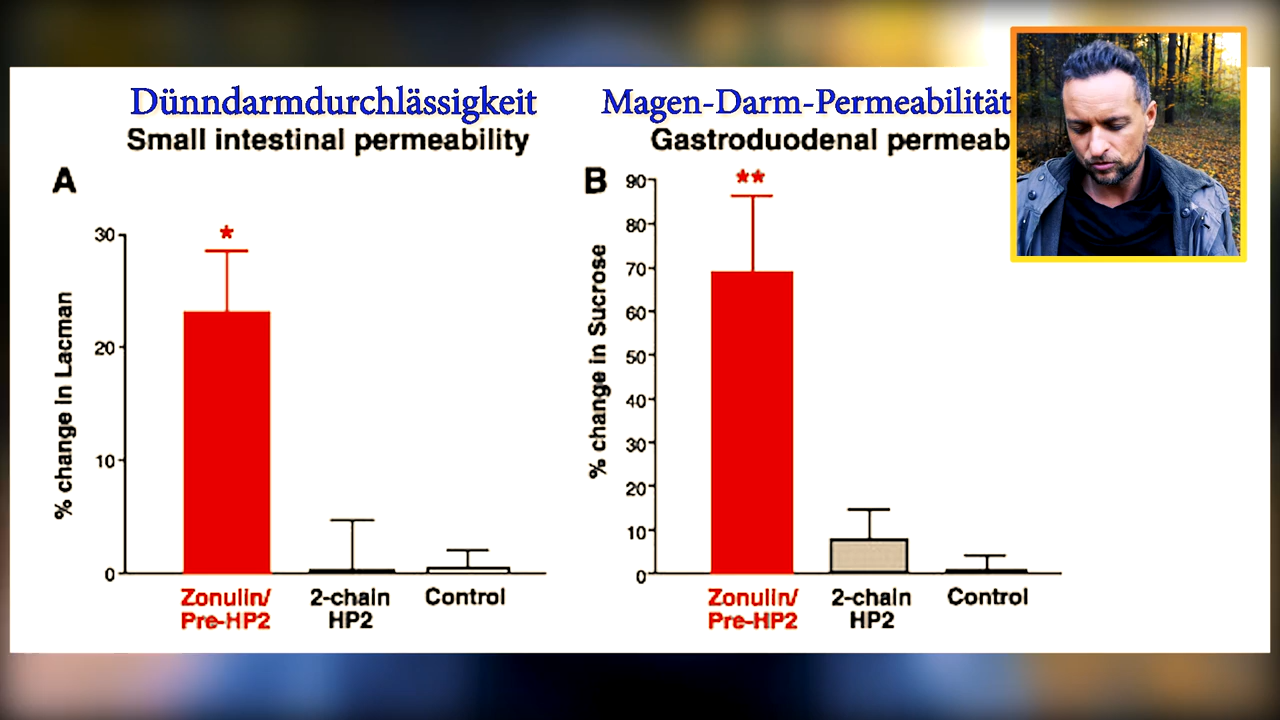 Dünndarmdurchlässigkeit
Small intestinal permeability
A
% change in Lacman
30
20
10
0
*
Zonulin/
Pre-HP2
2-chain
HP2
Control
Magen-Darm-Permeabilität
Gastroduodenal permeab
B
% change in Sucrose
90
80
70
60
50
40
30
20
10
0
**
Zonulin/
Pre-HP2
2-chain
HP2
Control